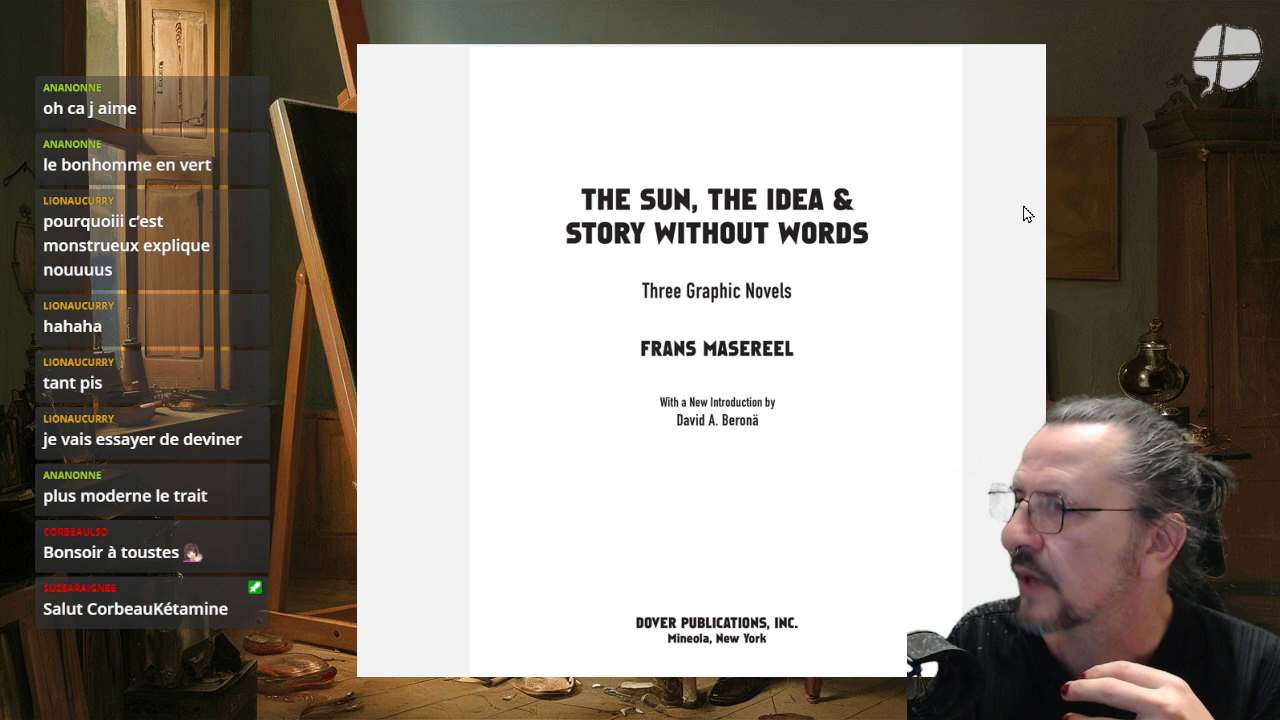 ANANONNE
oh ca j aime
ANANONNE
le bonhomme en vert
LIONAUCURRY
pourquoiii c'est
monstrueux explique
nouuuus
LIONAUCURRY
hahaha
LIONAUCURRY
tant pis
LIONAUCURRY
je vais essayer de deviner
ANANONNE
plus moderne le trait
CORBEAULSD
Bonsoir à toustes
SUZEARAIGNEE
Salut CorbeauKétamine
THE SUN, THE IDEA &
STORY WITHOUT WORDS
Three Graphic Novels
FRANS MASEREEL
With a New Introduction by
David A. Beronä
DOVER PUBLICATIONS, INC.
Mineola, New York